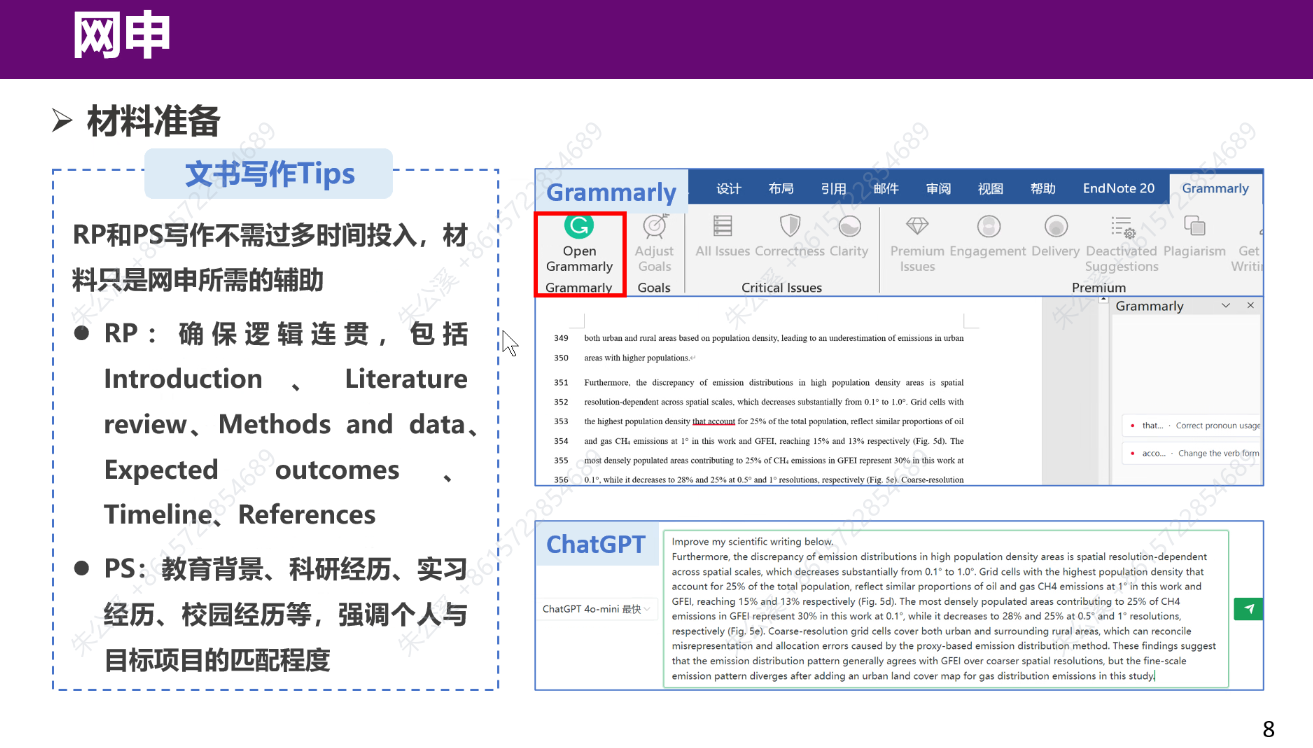 网申
材料准备
文书写作Tips
RP和PS写作不需过多时间投入，材
料只是网申所需的辅助
RP：确保逻辑连贯，包括
Introduction、Literature
review、Methods and data、
Expected outcomes、
Timeline、References
PS：教育背景、科研经历、实习
经历、校园经历等，强调个人与
目标项目的匹配程度
Grammarly
设计 布局 引用 邮件 审阅 视图 帮助 EndNote 20 Grammarly
Open Adjust All Issues Correctness Clarity Premium Engagement Delivery Deactivated Plagiarism Get
Grammarly Goals Issues Suggestions Writi
Grammarly Goals Critical Issues Premium
Grammarly
349 both urban and rural areas based on population density, leading to an underestimation of emissions in urban
350 areas with higher populations.
351 Furthermore, the discrepancy of emission distributions in high population density areas is spatial
352 resolution-dependent across spatial scales, which decreases substantially from 0.1° to 1.0°. Grid cells with
353 the highest population density that account for 25% of the total population, reflect similar proportions of oil
354 and gas CH₄ emissions at 1° in this work and GFEI, reaching 15% and 13% respectively (Fig. 5d). The
355 most densely populated areas contributing to 25% of CH₄ emissions in GFEI represent 30% in this work at
356 0.1°, while it decreases to 28% and 25% at 0.5° and 1° resolutions, respectively (Fig. 5e). Coarse-resolution
that... · Correct pronoun usage
acco... · Change the verb form
ChatGPT
ChatGPT 4o-mini 最快
Improve my scientific writing below.
Furthermore, the discrepancy of emission distributions in high population density areas is spatial resolution-dependent
across spatial scales, which decreases substantially from 0.1° to 1.0°. Grid cells with the highest population density that
account for 25% of the total population, reflect similar proportions of oil and gas CH4 emissions at 1° in this work and
GFEI, reaching 15% and 13% respectively (Fig. 5d). The most densely populated areas contributing to 25% of CH4
emissions in GFEI represent 30% in this work at 0.1°, while it decreases to 28% and 25% at 0.5° and 1° resolutions,
respectively (Fig. 5e). Coarse-resolution grid cells cover both urban and surrounding rural areas, which can reconcile
misrepresentation and allocation errors caused by the proxy-based emission distribution method. These findings suggest
that the emission distribution pattern generally agrees with GFEI over coarser spatial resolutions, but the fine-scale
emission pattern diverges after adding an urban land cover map for gas distribution emissions in this study.
8
朱公溪 +8615722854689